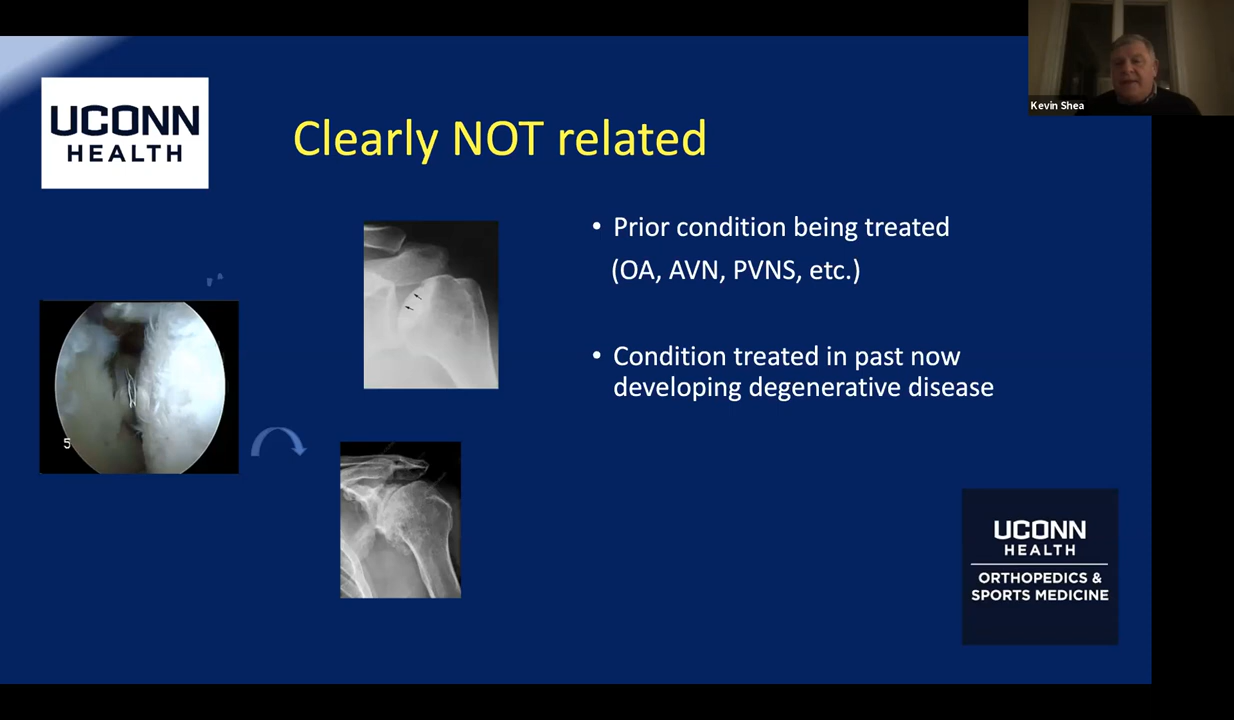 Kevin Shea
UCONN
HEALTH
Clearly NOT related
• Prior condition being treated
(OA, AVN, PVNS, etc.)
• Condition treated in past now
developing degenerative disease
5
UCONN
HEALTH
ORTHOPEDICS &
SPORTS MEDICINE